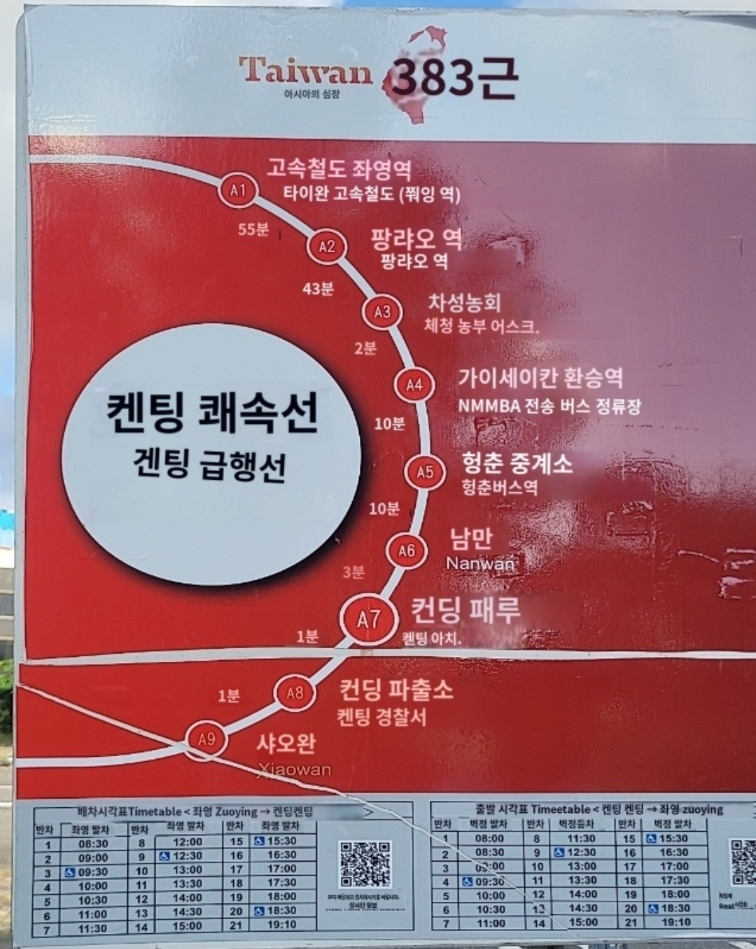 Taiwan
아시아의 심장
383근
A1
고속철도 좌영역
타이완 고속철도 (쭤잉 역)
55분
A2
팡랴오 역
팡랴오 역
43분
A3
차성농회
체청 농부 어스크.
2분
A4
가이세이칸 환승역
NMMBA 전송 버스 정류장
10분
켄팅 쾌속선
겐팅 급행선
A5
헝춘 중계소
헝춘버스역
10분
A6
남만
Nanwan
3분
A7
컨딩 패루
켄팅 아치.
1분
A8
컨딩 파출소
켄팅 경찰서
1분
A9
샤오완
Xiaowan
배차시각표Timetable < 좌영 Zuoying → 켄팅켄팅 >
반차 좌영 발차 반차 좌영 발차 반차 좌영 발차
1 08:30 8 12:00 15 15:30
2 09:00 9 12:30 16 16:30
3 09:30 10 13:00 17 17:00
4 10:00 11 13:30 18 17:30
5 10:30 12 14:00 19 18:00
6 11:00 13 14:30 20 18:30
7 11:30 14 15:00 21 19:10
출발 시각표 Timeetable < 켄팅 켄팅 → 좌영 zuoying
반차 벽정 발차 반차 벽정등차 반차 벽정 발차
1 08:00 8 11:30 15 15:30
2 08:30 9 12:30 16 16:30
3 09:00 10 13:00 17 17:00
4 09:30 11 13:30 18 17:30
5 10:00 12 14:00 19 18:00
6 10:30 13 14:30 20 18:30
7 11:00 14 15:00 21 19:10